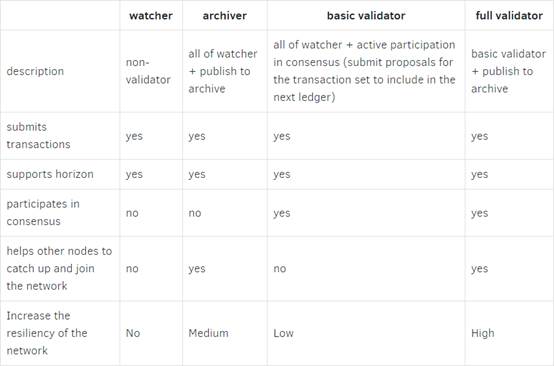 watcher archiver basic validator full validator
description
non-
validator
all of watcher
+ publish to
archive
all of watcher + active participation
in consensus (submit proposals for
the transaction set to include in the
next ledger)
basic validator
+ publish to
archive
submits
transactions
yes yes yes yes
supports horizon yes yes yes yes
participates in
consensus
no no yes yes
helps other nodes to
catch up and join
the network
no yes no yes
Increase the
resiliency of the
network
No Medium Low High